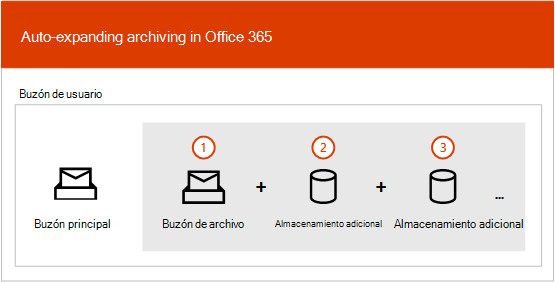 Auto-expanding archiving in Office 365
Buzón de usuario
1
2
3
+
+
...
Buzón principal
Buzón de archivo
Almacenamiento adicional
Almacenamiento adicional